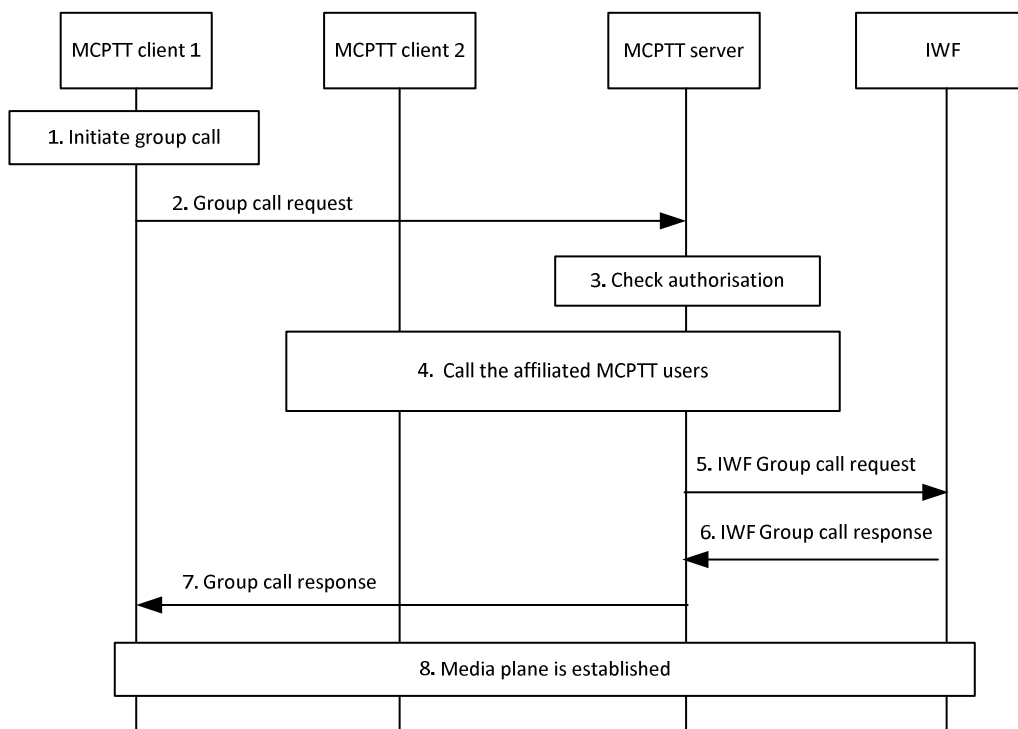 MCPTT client 1
MCPTT client 2
MCPTT server
IWF
1. Initiate group call
2. Group call request
3. Check authorisation
4. Call the affiliated MCPTT users
5. IWF Group call request
6. IWF Group call response
7. Group call response
8. Media plane is established